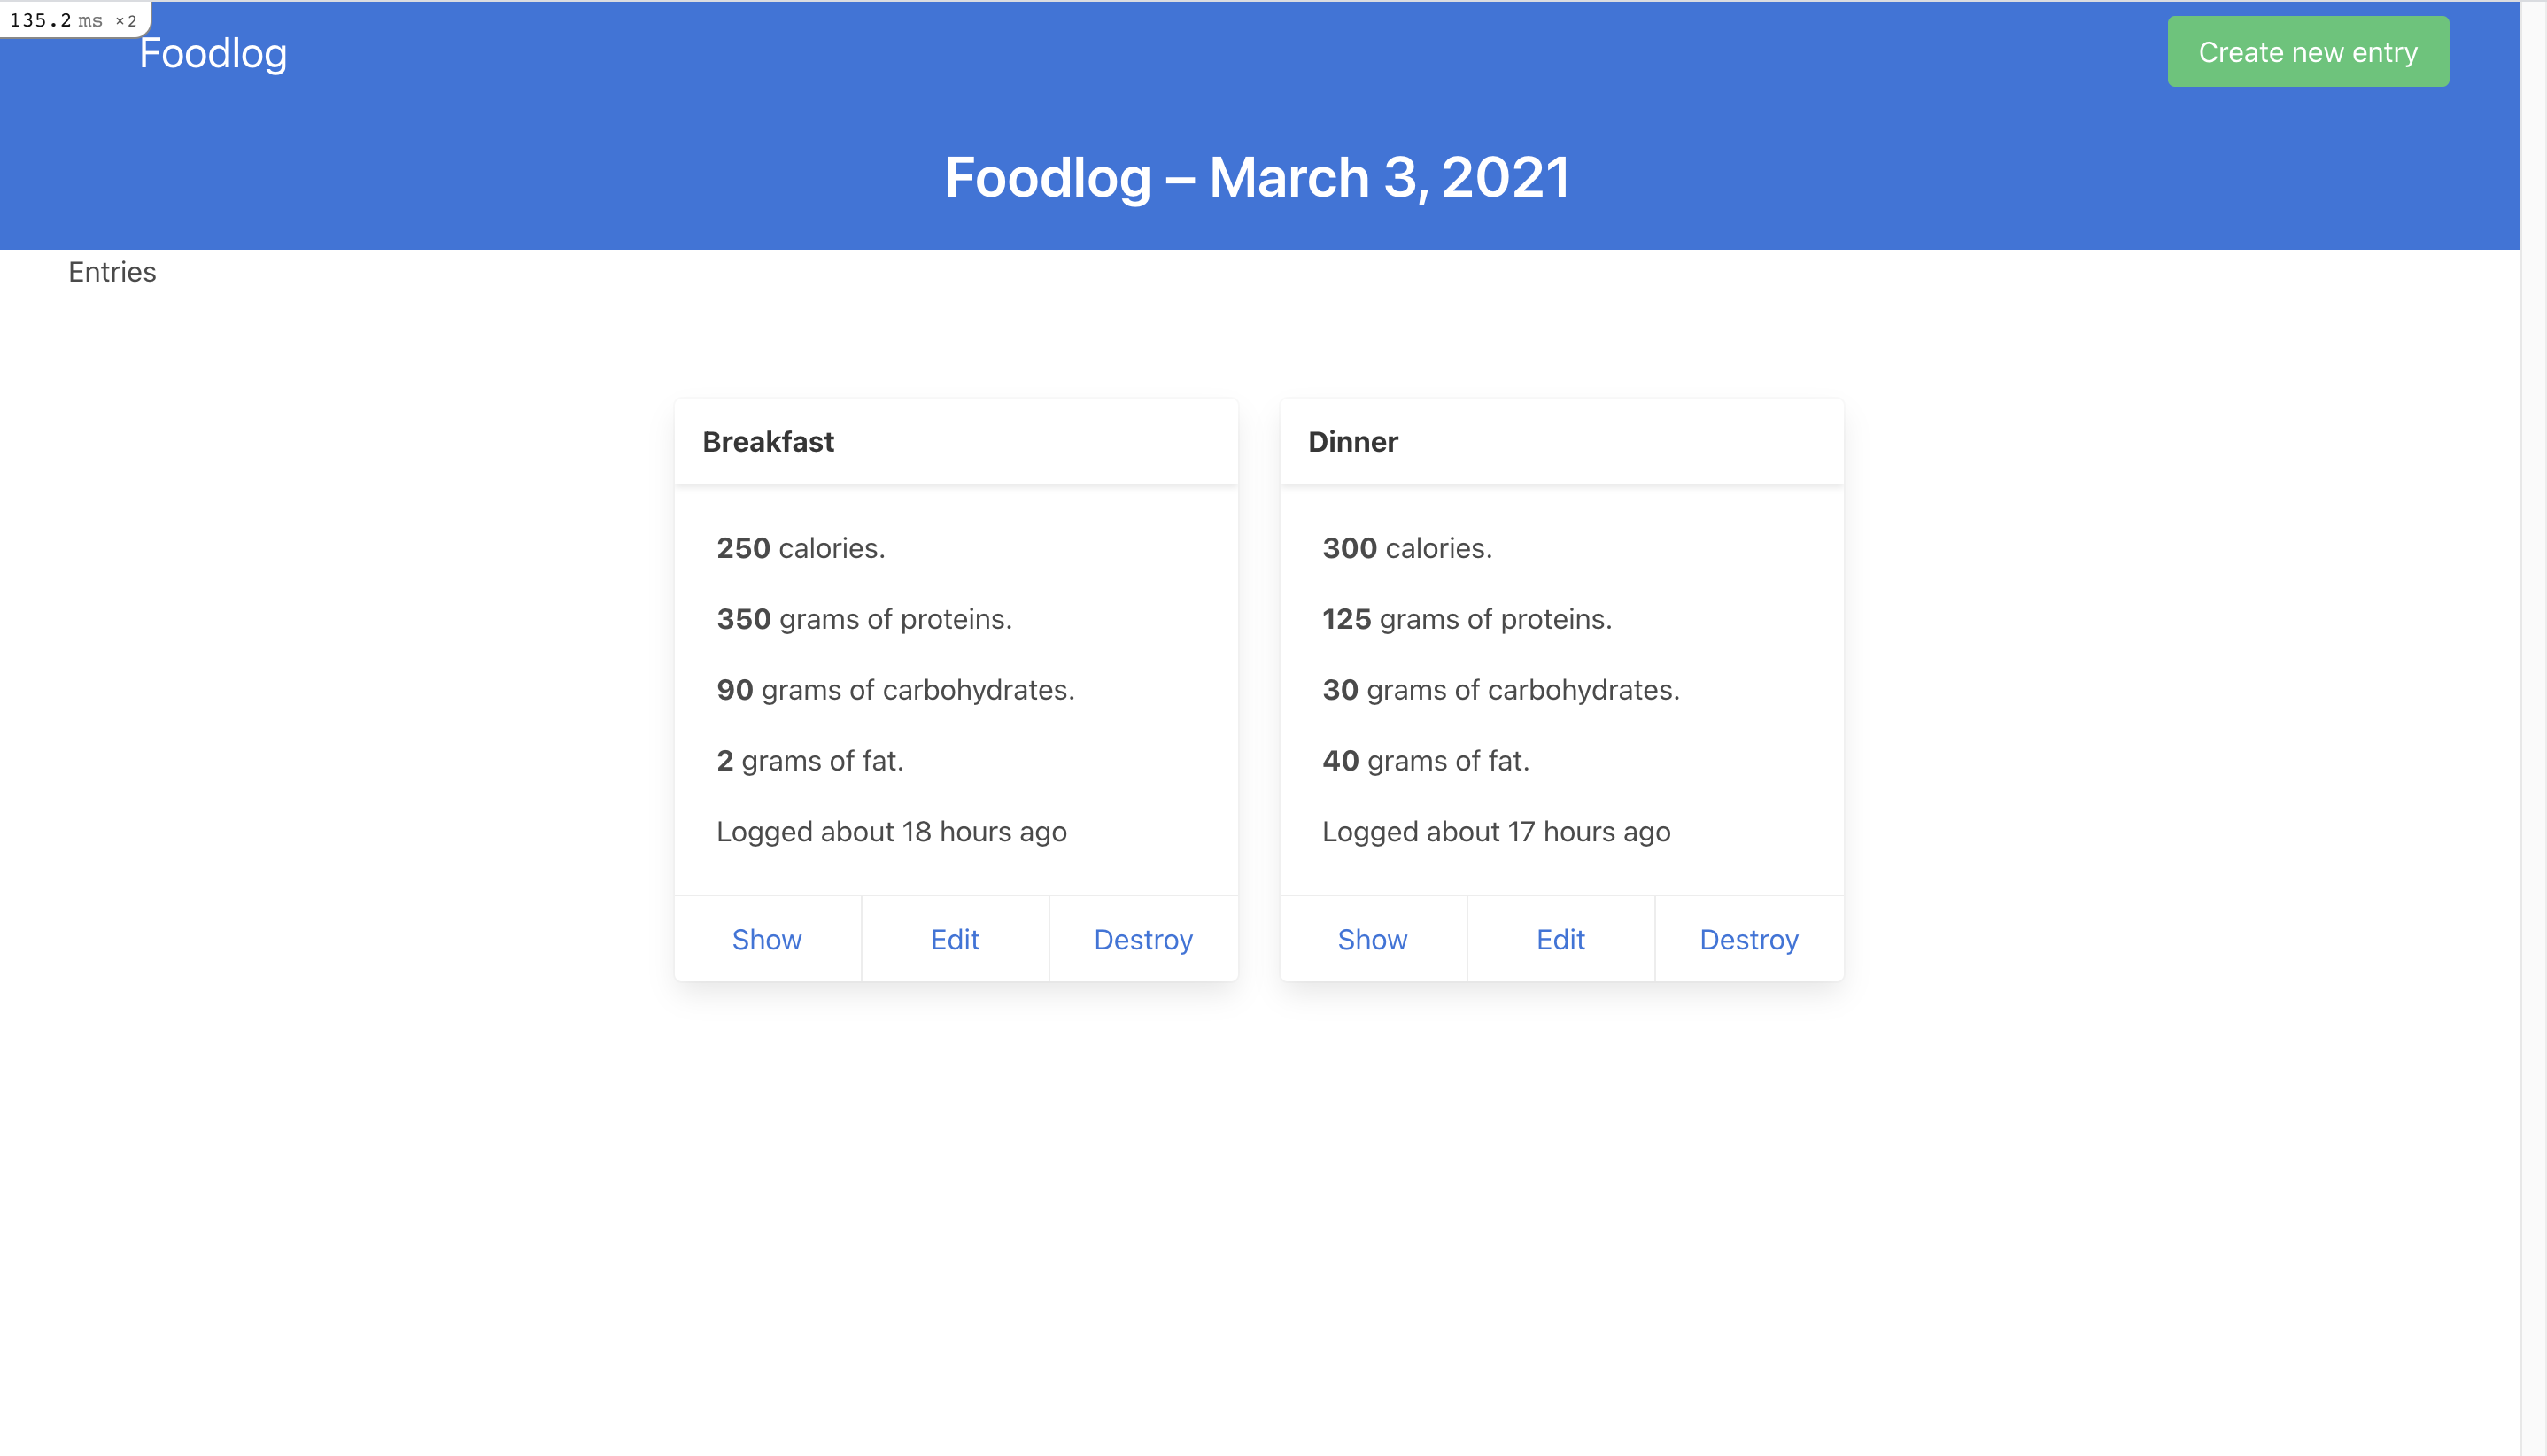 135.2 ms ×2
Foodlog
Create new entry
Foodlog – March 3, 2021
Entries
Breakfast
250 calories.
350 grams of proteins.
90 grams of carbohydrates.
2 grams of fat.
Logged about 18 hours ago
Show Edit Destroy
Dinner
300 calories.
125 grams of proteins.
30 grams of carbohydrates.
40 grams of fat.
Logged about 17 hours ago
Show Edit Destroy